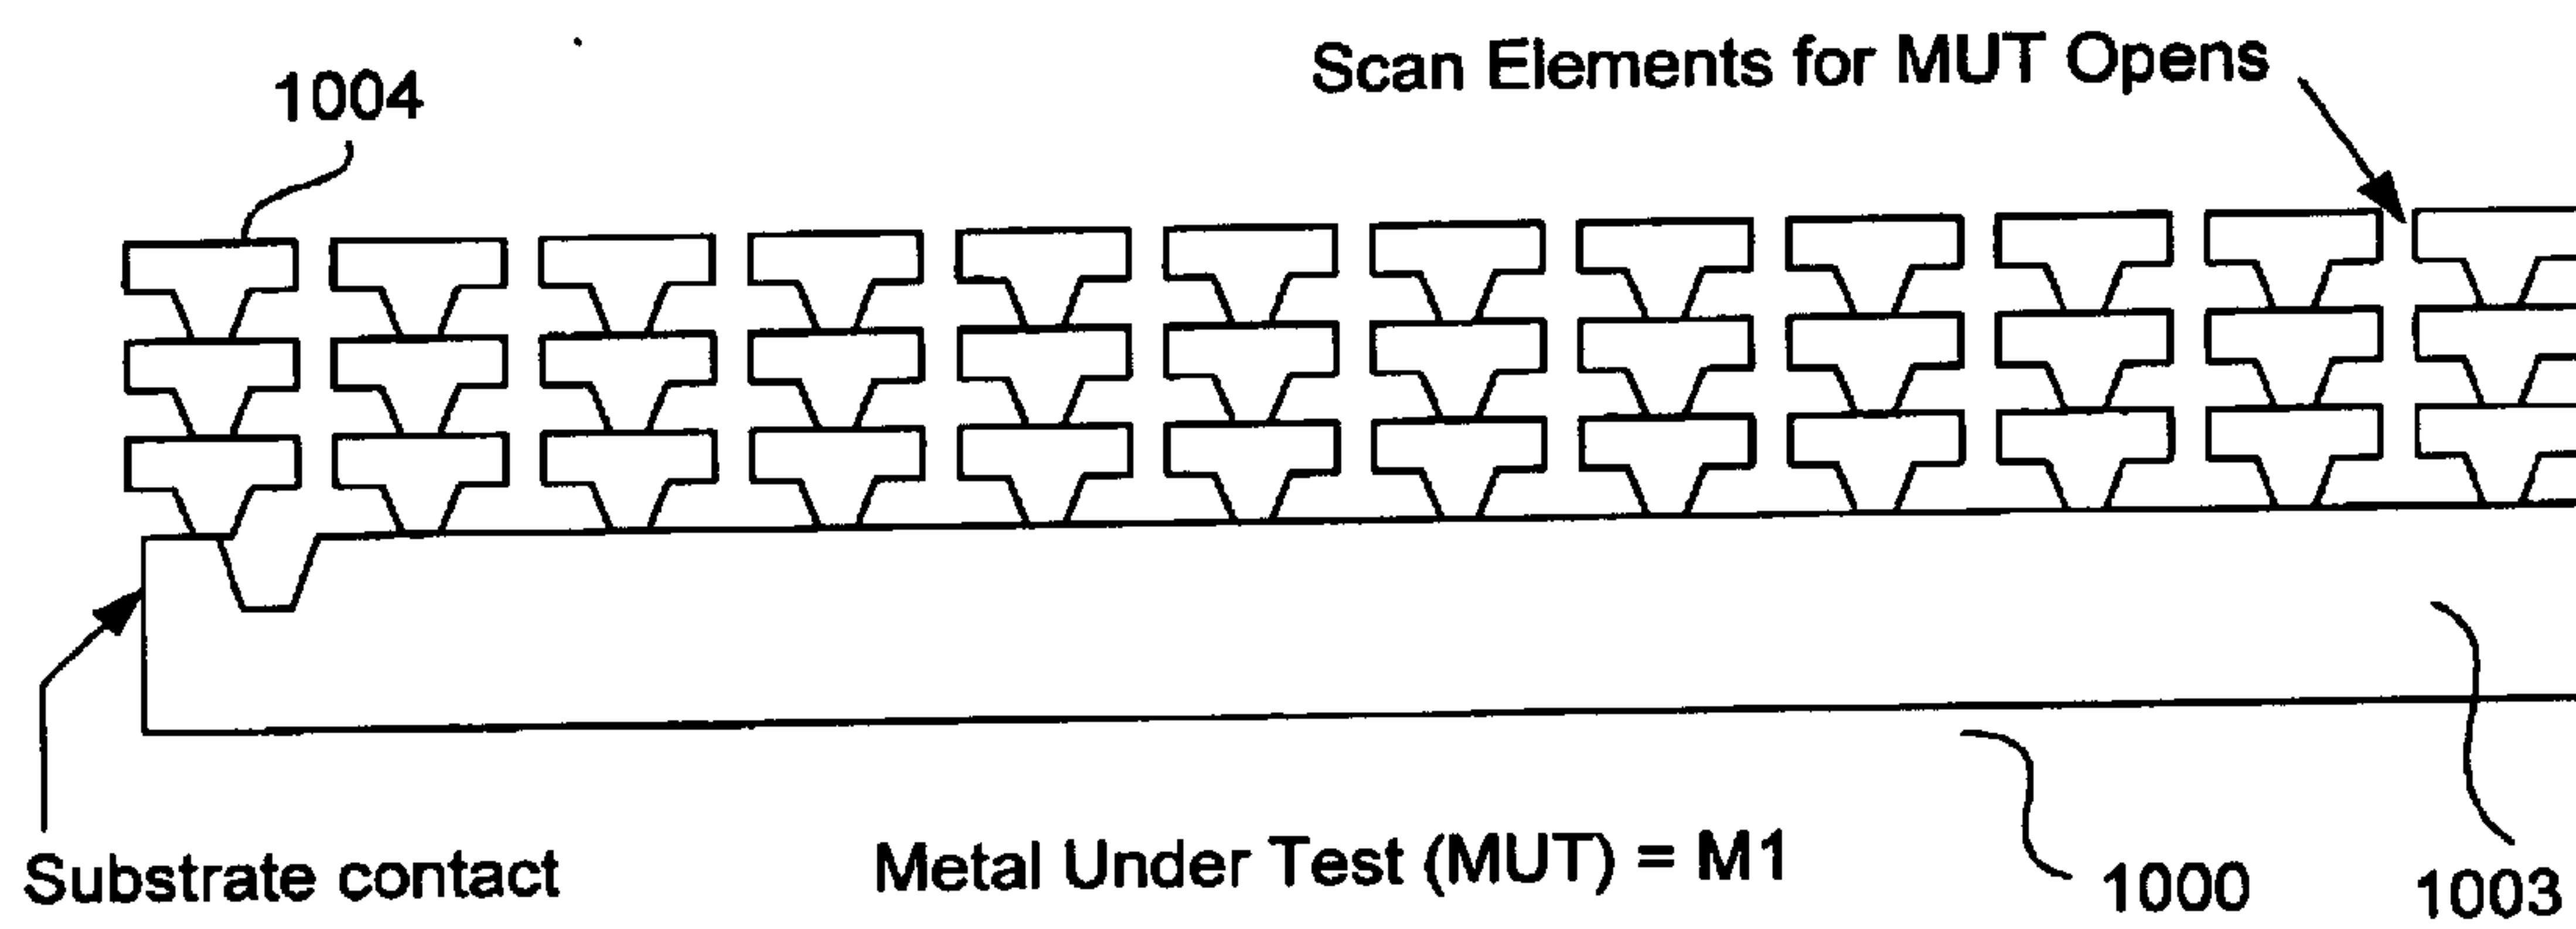 Scan Elements for MUT Opens
1004
Substrate contact
Metal Under Test (MUT) = M1
1000
1003